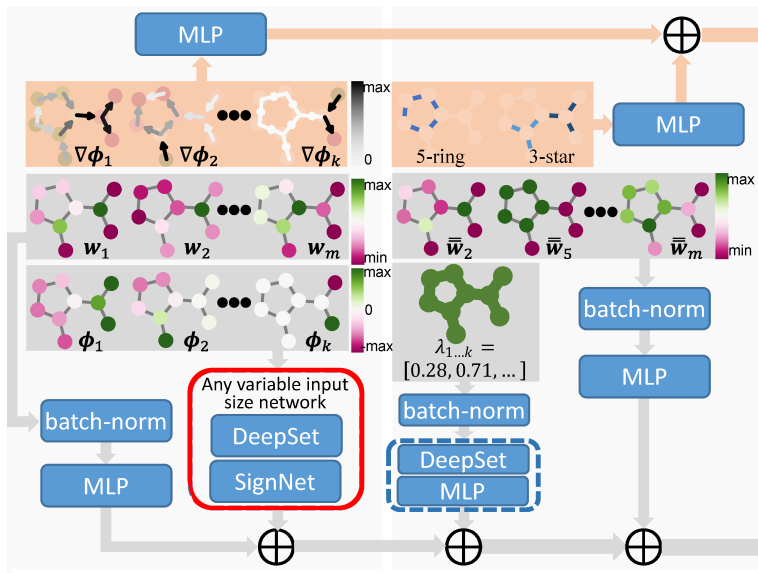 MLP
max
0
∇ϕ₁
∇ϕ₂
∇ϕₖ
5-ring
3-star
MLP
max
min
w₁
w₂
wₘ
w̿₂
w̿₅
w̿ₘ
max
min
max
0
-max
ϕ₁
ϕ₂
ϕₖ
λ₁…ₖ =
[0.28, 0.71, … ]
Any variable input
size network
DeepSet
SignNet
batch-norm
MLP
batch-norm
DeepSet
MLP
batch-norm
MLP